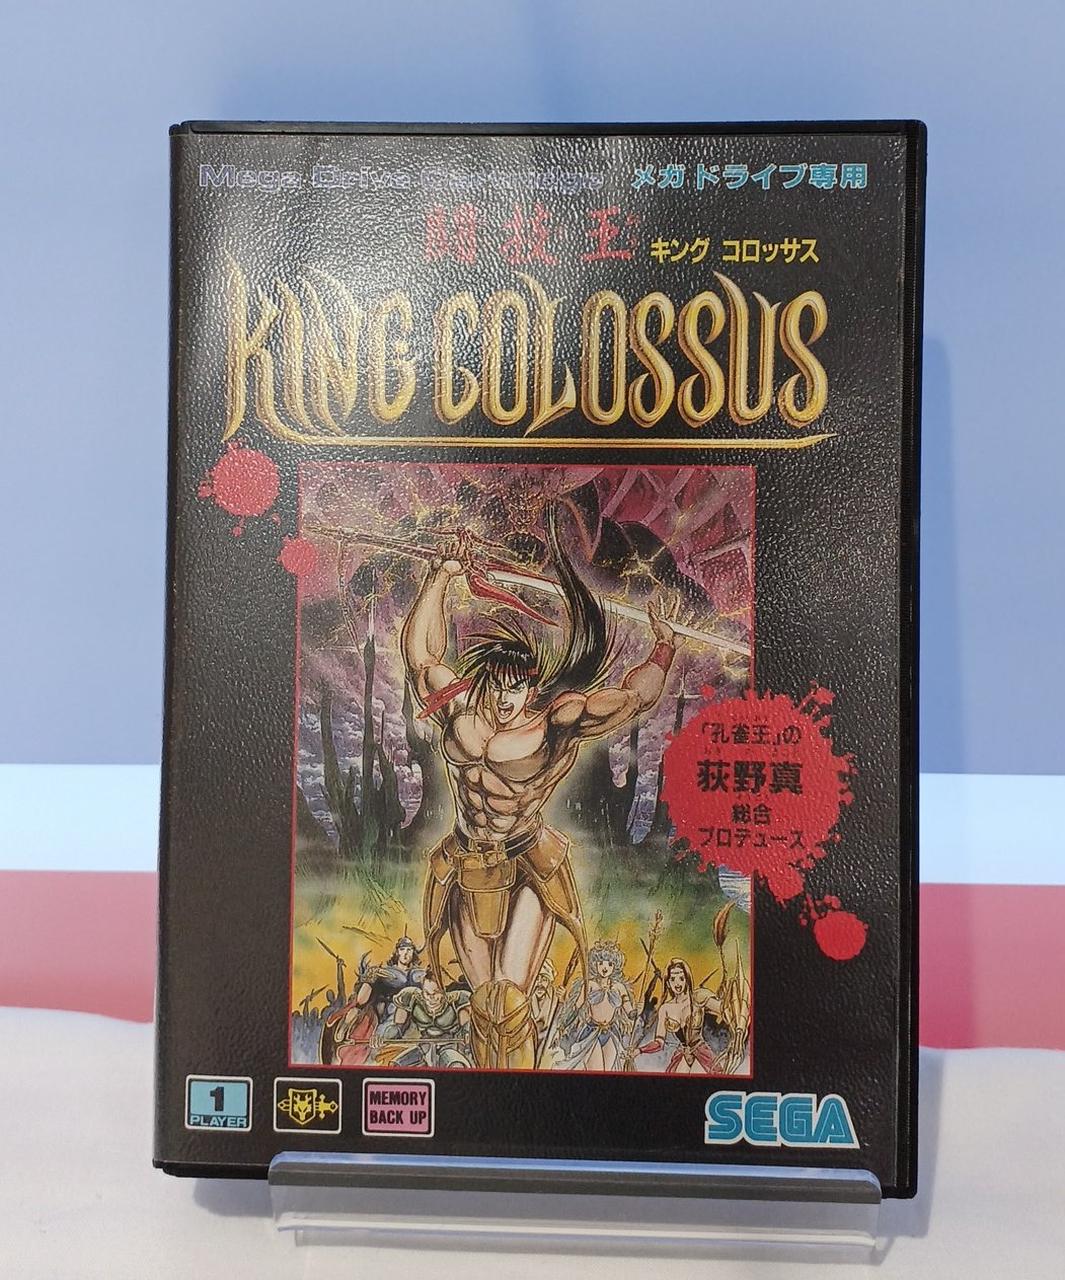 Mega Drive Cartridge メガドライブ専用
闘技王 キング コロッサス
KING COLOSSUS
「孔雀王」の
荻野真
総合
プロデュース
1
PLAYER
MEMORY
BACK UP
SEGA